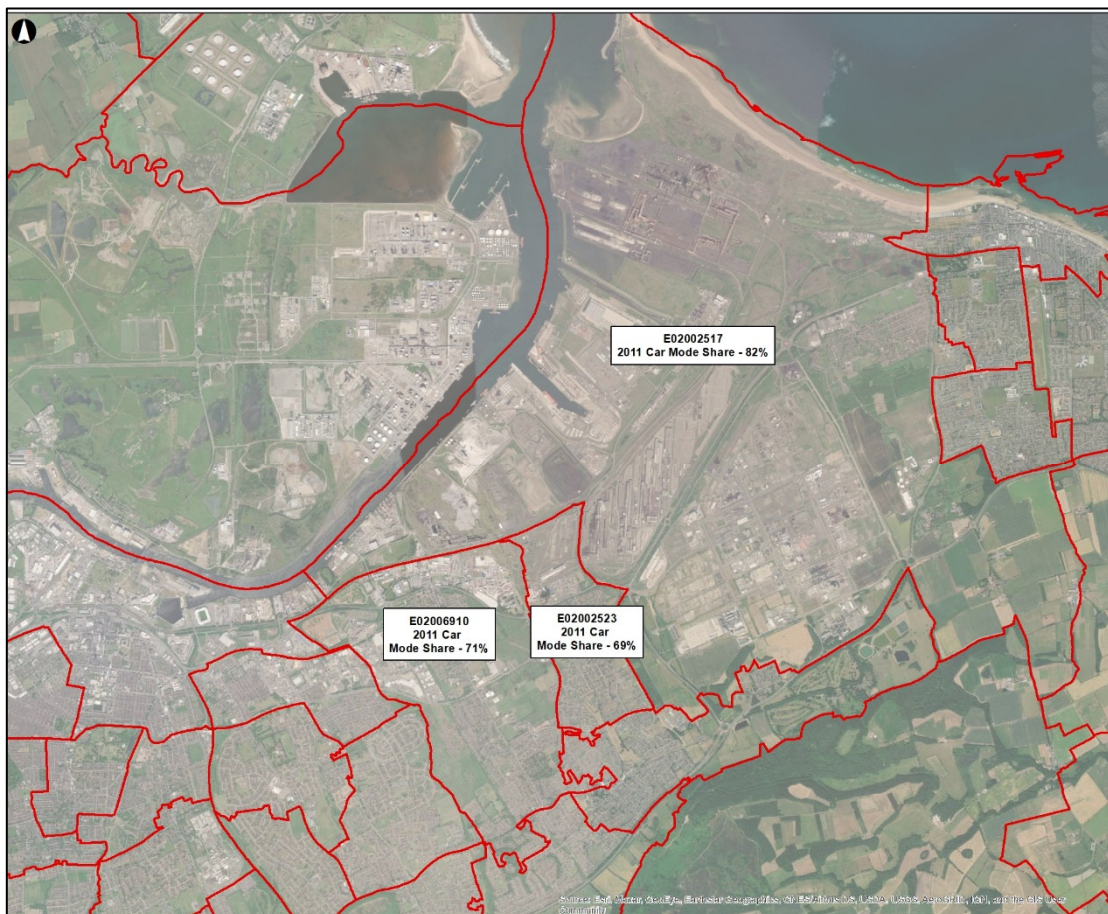 E02002517
2011 Car Mode Share - 82%
E02006910
2011 Car
Mode Share - 71%
E02002523
2011 Car
Mode Share - 69%
Source: Esri, Maxar, GeoEye, Earthstar Geographics, CNES/Airbus DS, USDA, USGS, AeroGRID, IGN, and the GIS User
Community